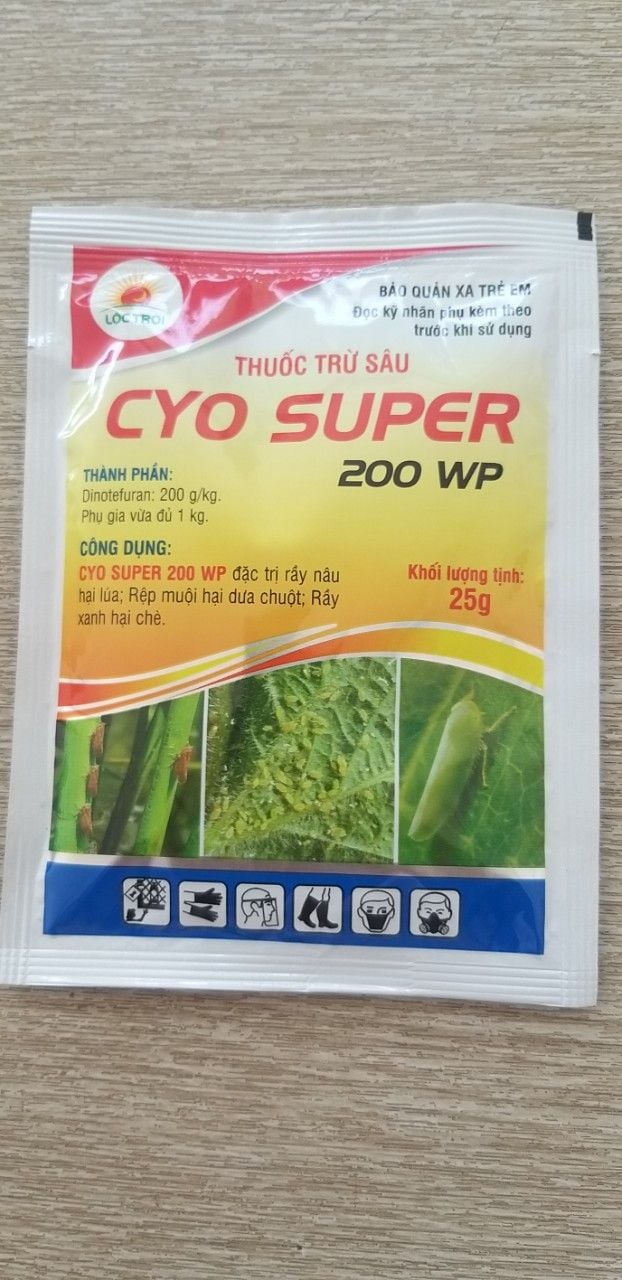 LỘC TRỜI
BẢO QUẢN XA TRẺ EM
Đọc kỹ nhãn phụ kèm theo
trước khi sử dụng
THUỐC TRỪ SÂU
CYO SUPER
200 WP
THÀNH PHẦN:
Dinotefuran: 200 g/kg.
Phụ gia vừa đủ 1 kg.
CÔNG DỤNG:
CYO SUPER 200 WP đặc trị rầy nâu
hại lúa; Rệp muội hại dưa chuột; Rầy
xanh hại chè.
Khối lượng tịnh:
25g